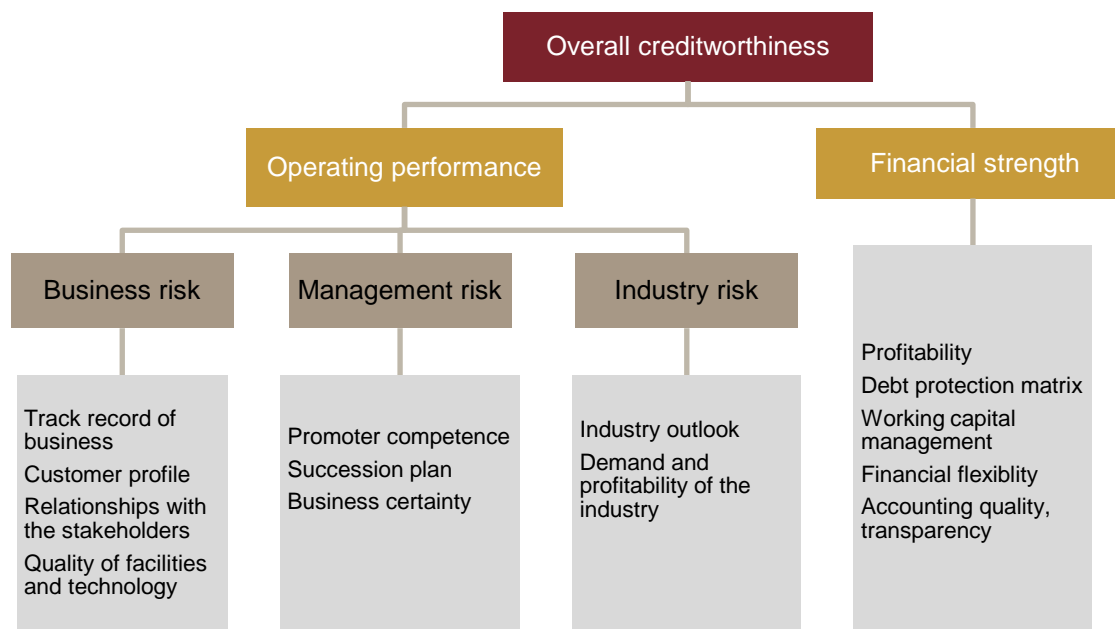 Overall creditworthiness
Operating performance
Financial strength
Business risk
Management risk
Industry risk
Track record of
business
Customer profile
Relationships with
the stakeholders
Quality of facilities
and technology
Promoter competence
Succession plan
Business certainty
Industry outlook
Demand and
profitability of the
industry
Profitability
Debt protection matrix
Working capital
management
Financial flexiblity
Accounting quality,
transparency